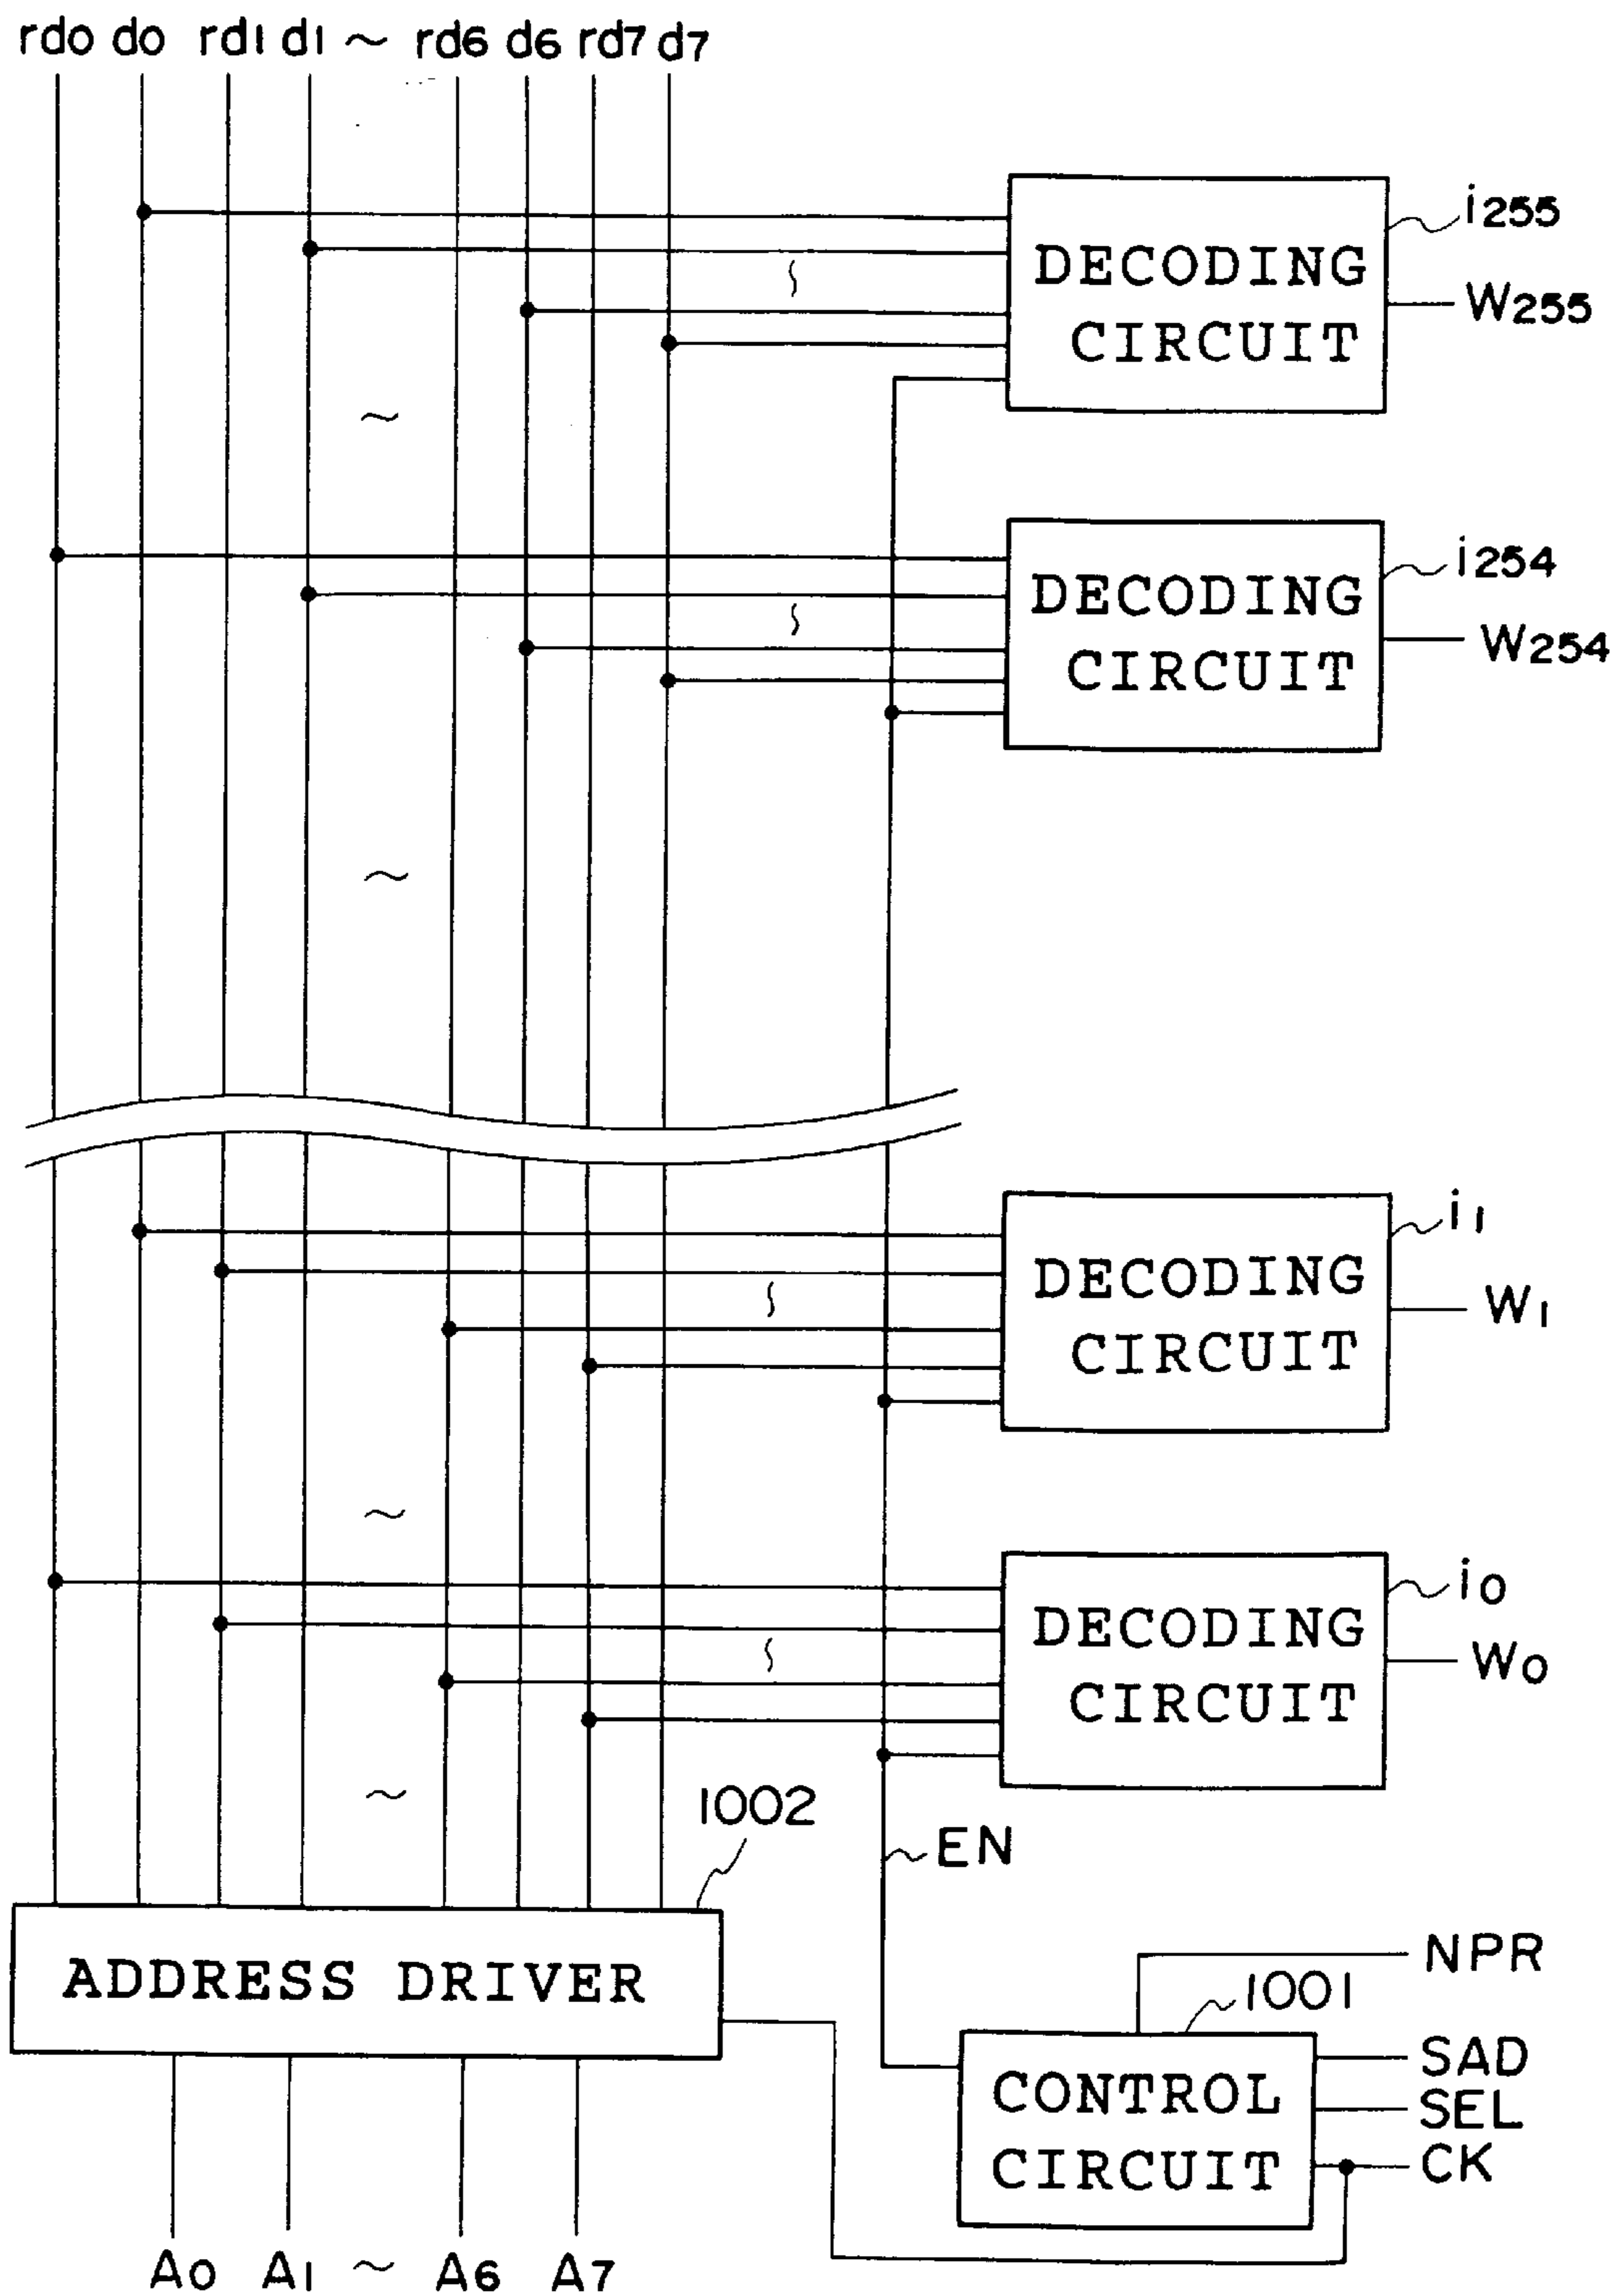 rd0 d0 rd1 d1 ~ rd6 d6 rd7 d7
i255
DECODING
CIRCUIT
W255
~
i254
DECODING
CIRCUIT
W254
~
i1
DECODING
CIRCUIT
W1
~
i0
DECODING
CIRCUIT
W0
~
1002
EN
ADDRESS DRIVER
NPR
1001
CONTROL
CIRCUIT
SAD
SEL
CK
A0 A1 ~ A6 A7